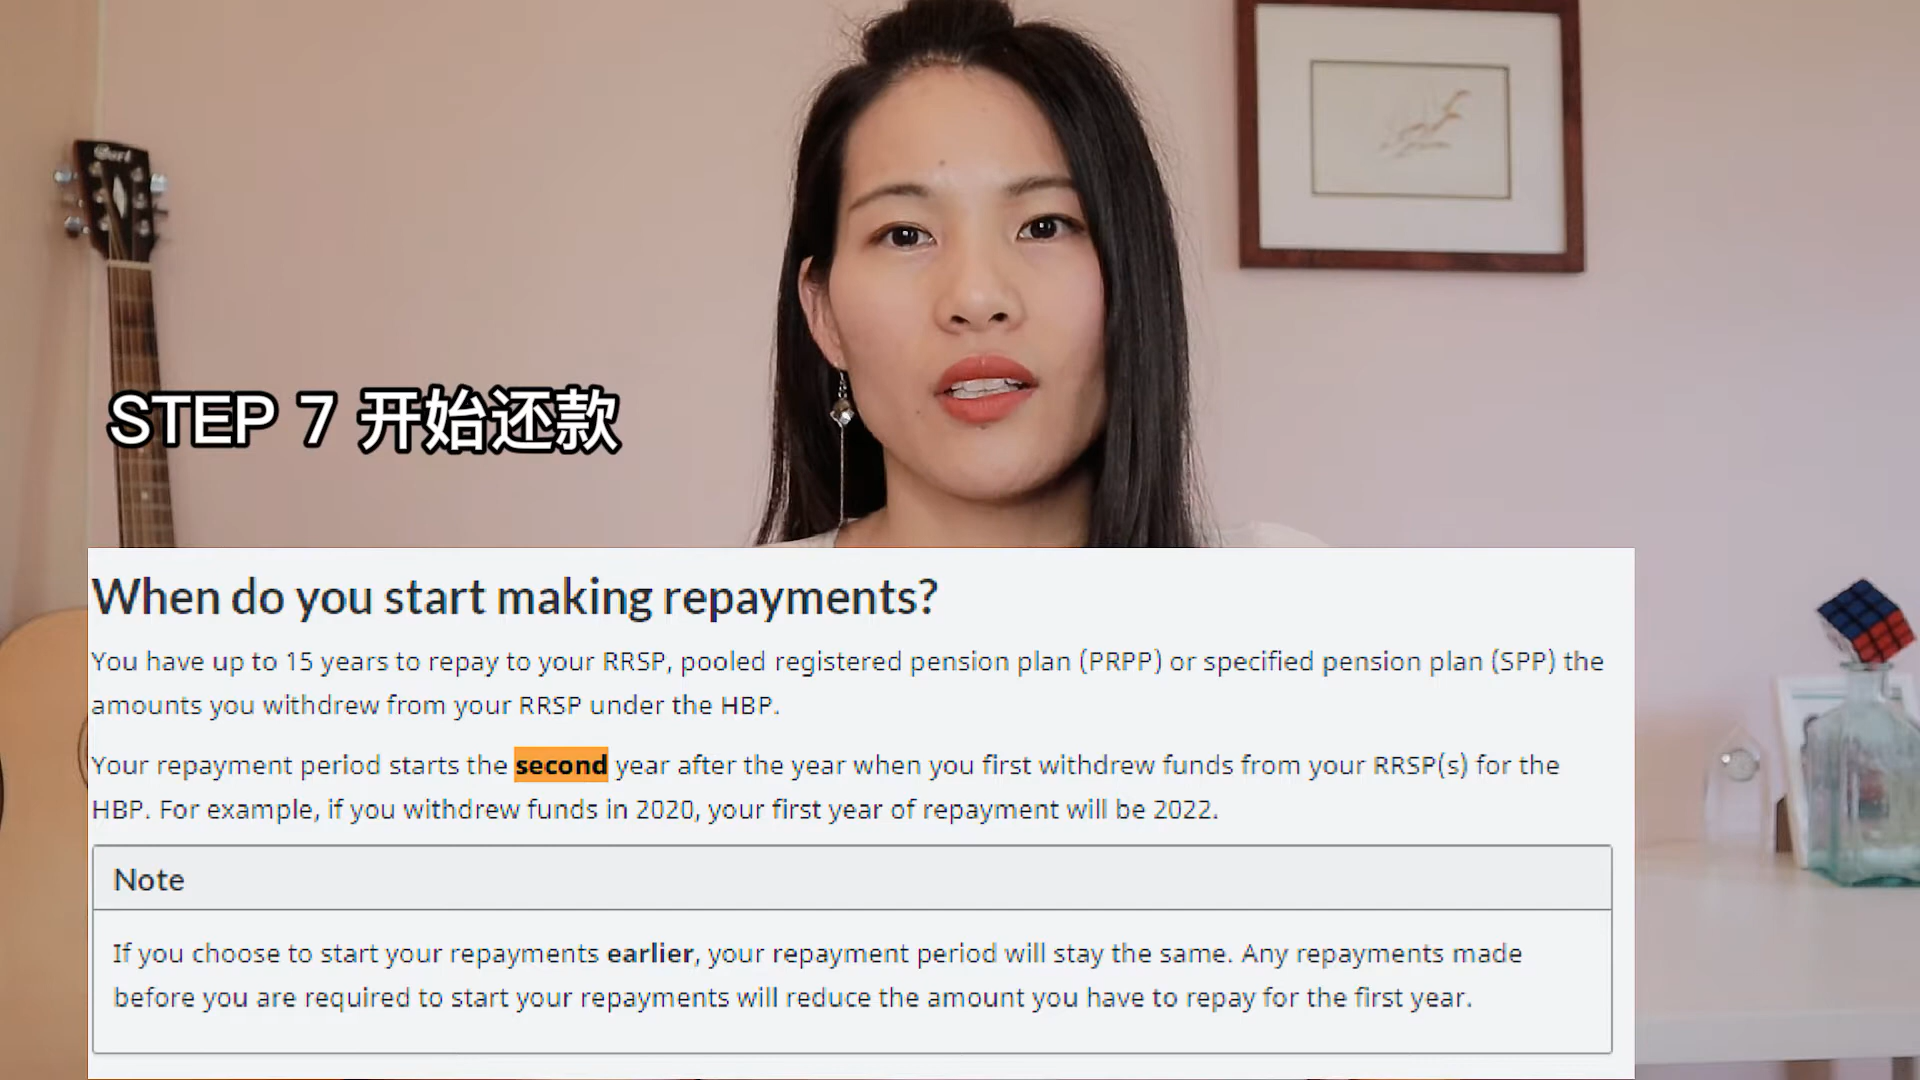 Cort
STEP 7 开始还款
When do you start making repayments?
You have up to 15 years to repay to your RRSP, pooled registered pension plan (PRPP) or specified pension plan (SPP) the
amounts you withdrew from your RRSP under the HBP.
Your repayment period starts the second year after the year when you first withdrew funds from your RRSP(s) for the
HBP. For example, if you withdrew funds in 2020, your first year of repayment will be 2022.
Note
If you choose to start your repayments earlier, your repayment period will stay the same. Any repayments made
before you are required to start your repayments will reduce the amount you have to repay for the first year.